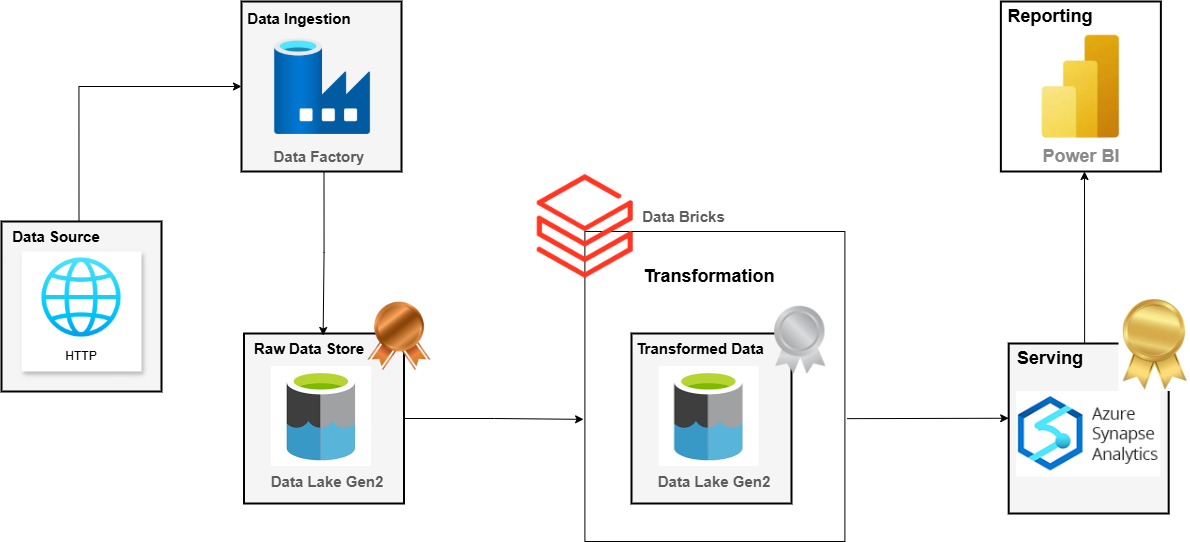 Data Ingestion
Data Factory
Reporting
Power BI
Data Source
HTTP
Data Bricks
Transformation
Raw Data Store
Data Lake Gen2
Transformed Data
Data Lake Gen2
Serving
Azure
Synapse
Analytics